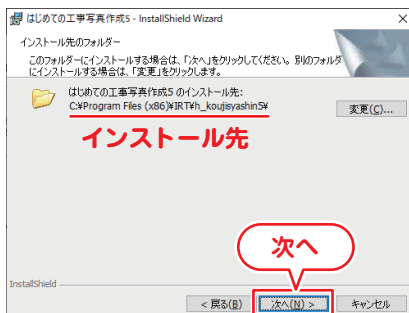 はじめての工事写真作成5 - InstallShield Wizard
インストール先のフォルダー
このフォルダーにインストールする場合は、「次へ」をクリックしてください。別のフォルダ
にインストールする場合は、「変更」をクリックします。
はじめての工事写真作成5 のインストール先:
C:¥Program Files (x86)¥IRT¥h_koujisyashin5¥
変更(C)...
インストール先
次へ
InstallShield
< 戻る(B)
次へ(N) >
キャンセル